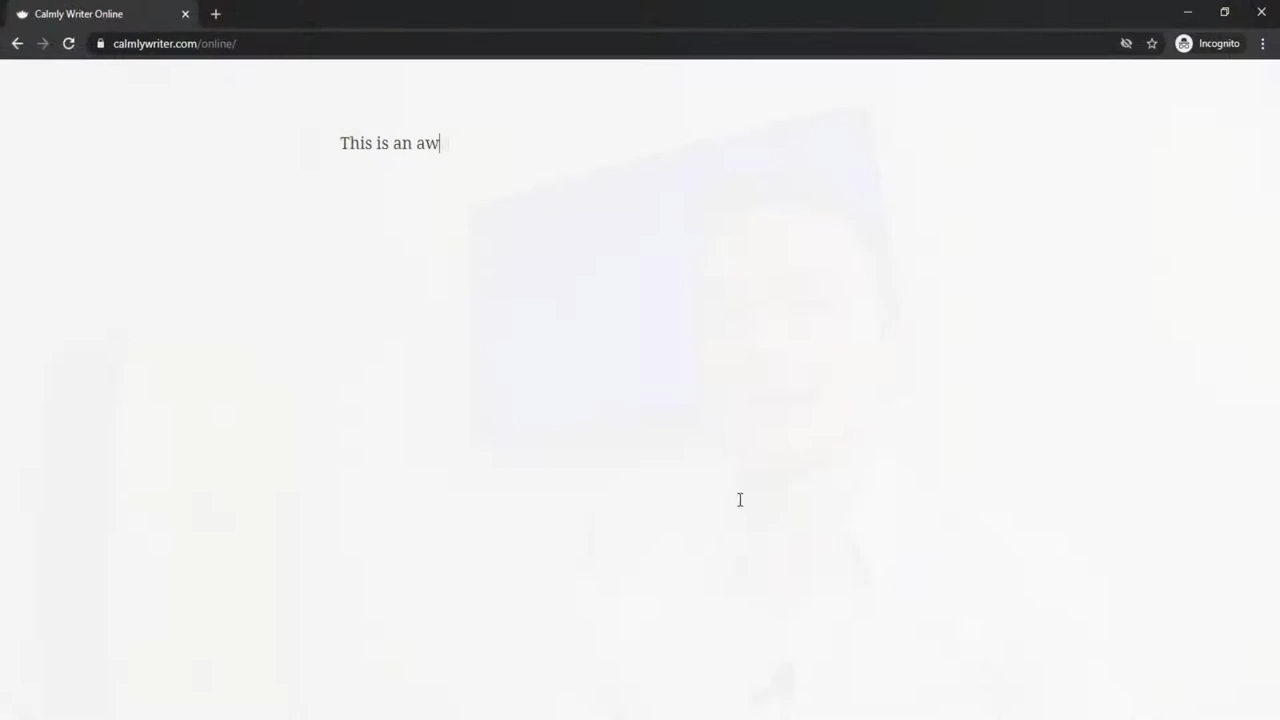 Calmly Writer Online
calmlywriter.com/online/
Incognito
This is an aw